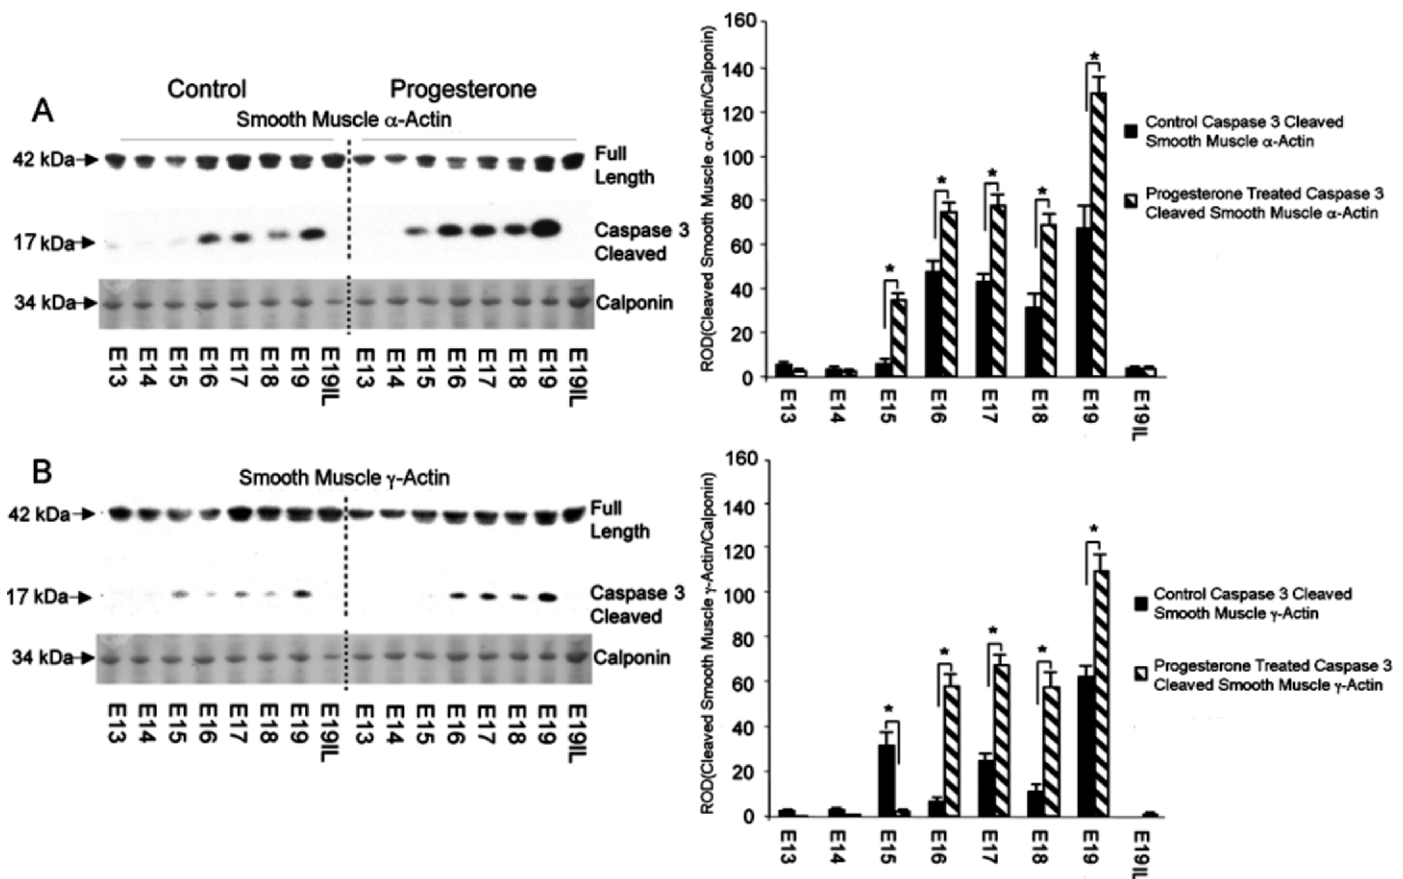 Control Progesterone
A
Smooth Muscle α-Actin
42 kDa
Full
Length
17 kDa
Caspase 3
Cleaved
34 kDa
Calponin
E13 E14 E15 E16 E17 E18 E19 E19IL E13 E14 E15 E16 E17 E18 E19 E19IL
ROD(Cleaved Smooth Muscle α-Actin/Calponin)
160
140
120
100
80
60
40
20
0
* * * * *
E13 E14 E15 E16 E17 E18 E19 E19IL
Control Caspase 3 Cleaved
Smooth Muscle α-Actin
Progesterone Treated Caspase 3
Cleaved Smooth Muscle α-Actin
B
Smooth Muscle γ-Actin
42 kDa
Full
Length
17 kDa
Caspase 3
Cleaved
34 kDa
Calponin
E13 E14 E15 E16 E17 E18 E19 E19IL E13 E14 E15 E16 E17 E18 E19 E19IL
ROD(Cleaved Smooth Muscle γ-Actin/Calponin)
160
140
120
100
80
60
40
20
0
* * * * *
E13 E14 E15 E16 E17 E18 E19 E19IL
Control Caspase 3 Cleaved
Smooth Muscle γ-Actin
Progesterone Treated Caspase 3
Cleaved Smooth Muscle γ-Actin